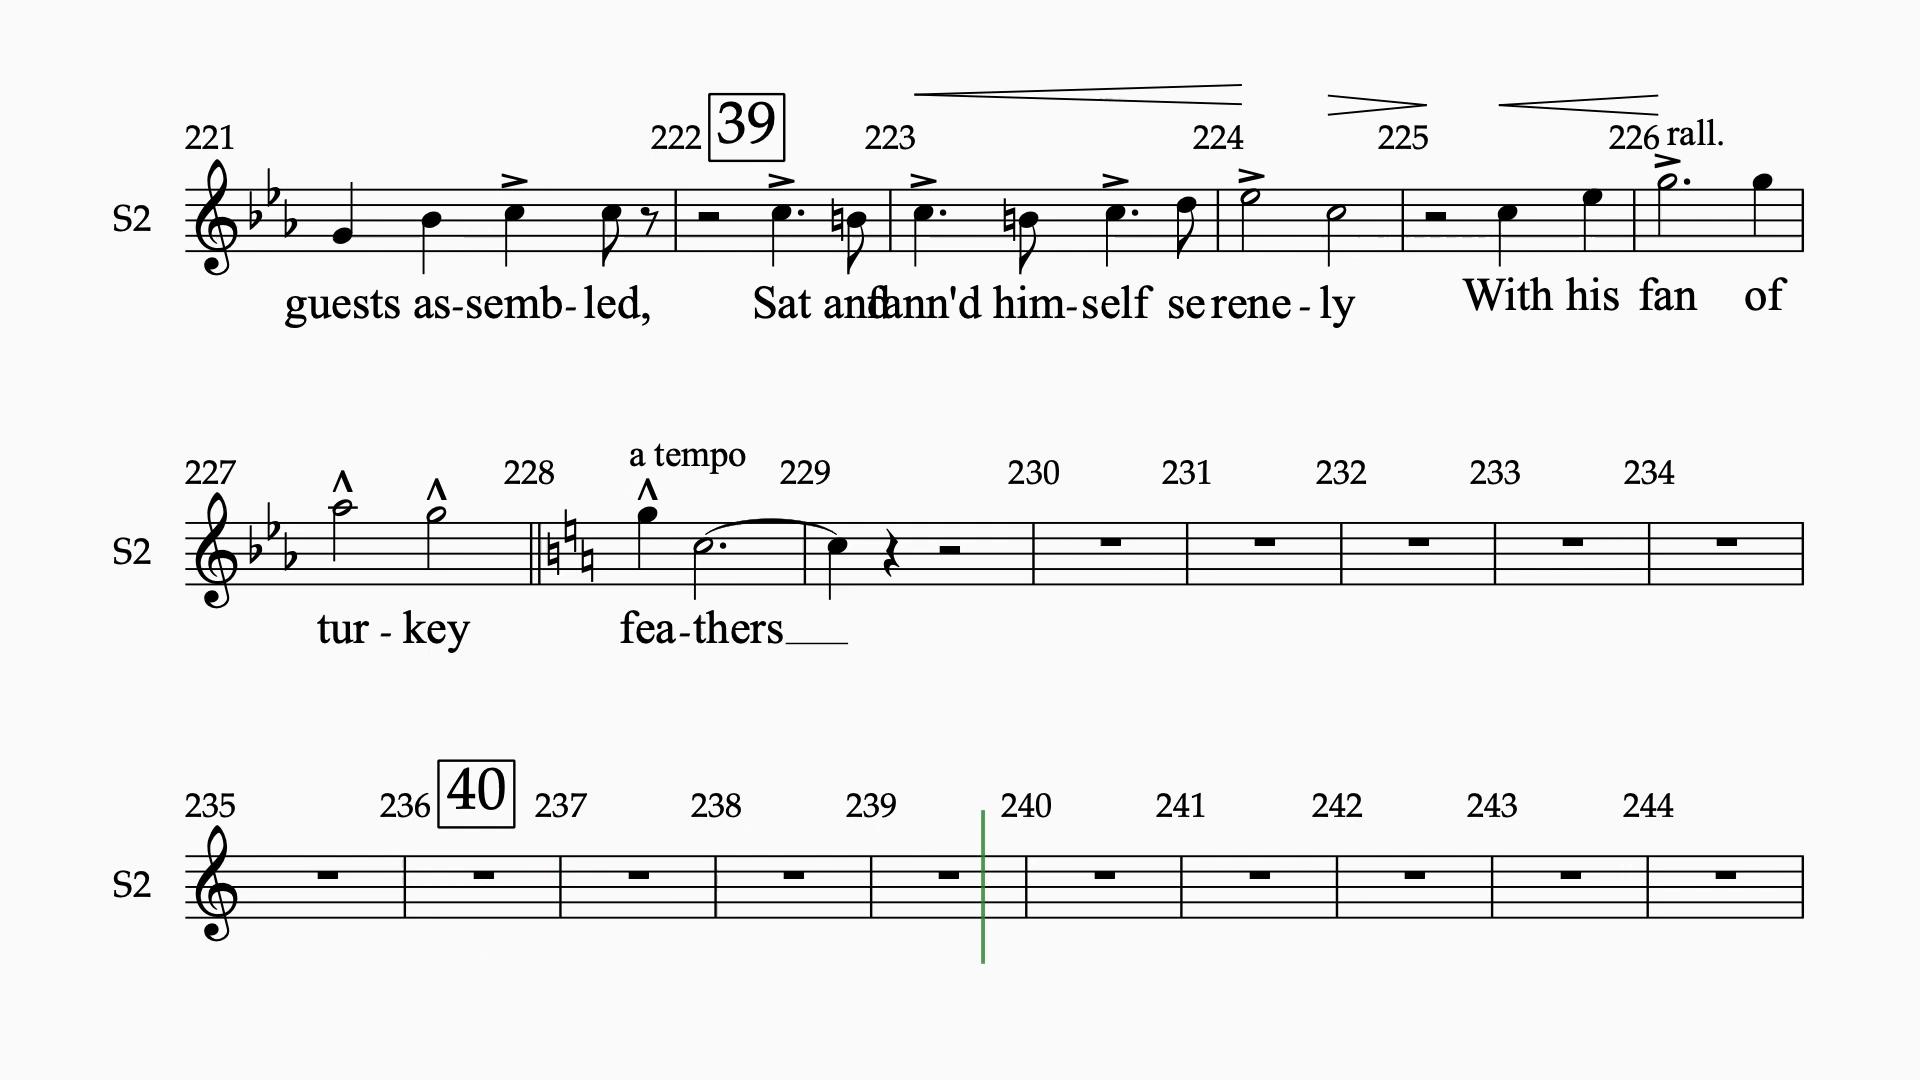 221 222 39 223 224 225 226 rall.
S2
guests as-semb-led, Sat and fann'd him-self se rene-ly With his fan of
a tempo
227 228 229 230 231 232 233 234
S2
tur-key fea-thers
235 236 40 237 238 239 240 241 242 243 244
S2